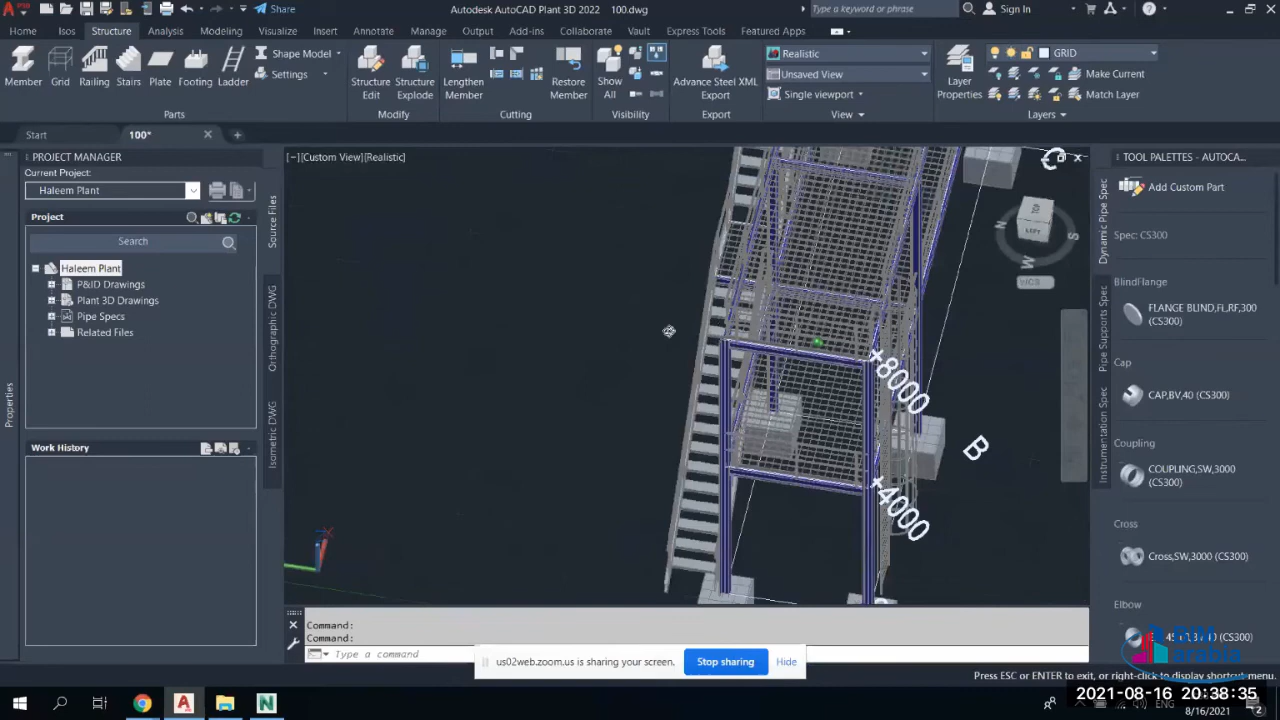 Share
Autodesk AutoCAD Plant 3D 2022 100.dwg
Type a keyword or phrase
Sign In
Home Isos Structure Analysis Modeling Visualize Insert Annotate Manage Output Add-ins Collaborate Vault Express Tools Featured Apps
Member Grid Railing Stairs Plate Footing Ladder
Shape Model
Settings
Structure Edit
Structure Explode
Lengthen Member
Restore Member
Show All
Advance Steel XML Export
Realistic
Unsaved View
Single viewport
Layer Properties
GRID
Make Current
Match Layer
Parts Modify Cutting Visibility Export View Layers
Start 100*
PROJECT MANAGER
Current Project:
Haleem Plant
Project
Search
Haleem Plant
P&ID Drawings
Plant 3D Drawings
Pipe Specs
Related Files
Work History
Source Files
Orthographic DWG
Isometric DWG
Properties
[−][Custom View][Realistic]
C
TOP
LEFT
N
S
W
+8000
B
+4000
TOOL PALETTES - AUTOCA...
Dynamic Pipe Spec
Pipe Supports Spec
Instrumentation Spec
Add Custom Part
Spec: CS300
BlindFlange
FLANGE BLIND,FL,RF,300
(CS300)
Cap
CAP,BV,40 (CS300)
Coupling
COUPLING,SW,3000
(CS300)
Cross
Cross,SW,3000 (CS300)
Elbow
(CS300)
BIM
arabia
Command:
Command:
Type a command
us02web.zoom.us is sharing your screen.
Stop sharing
Hide
Press ESC or ENTER to exit, or right-click to display shortcut menu.
2021-08-16 20:38:35
ENG
8/16/2021
2